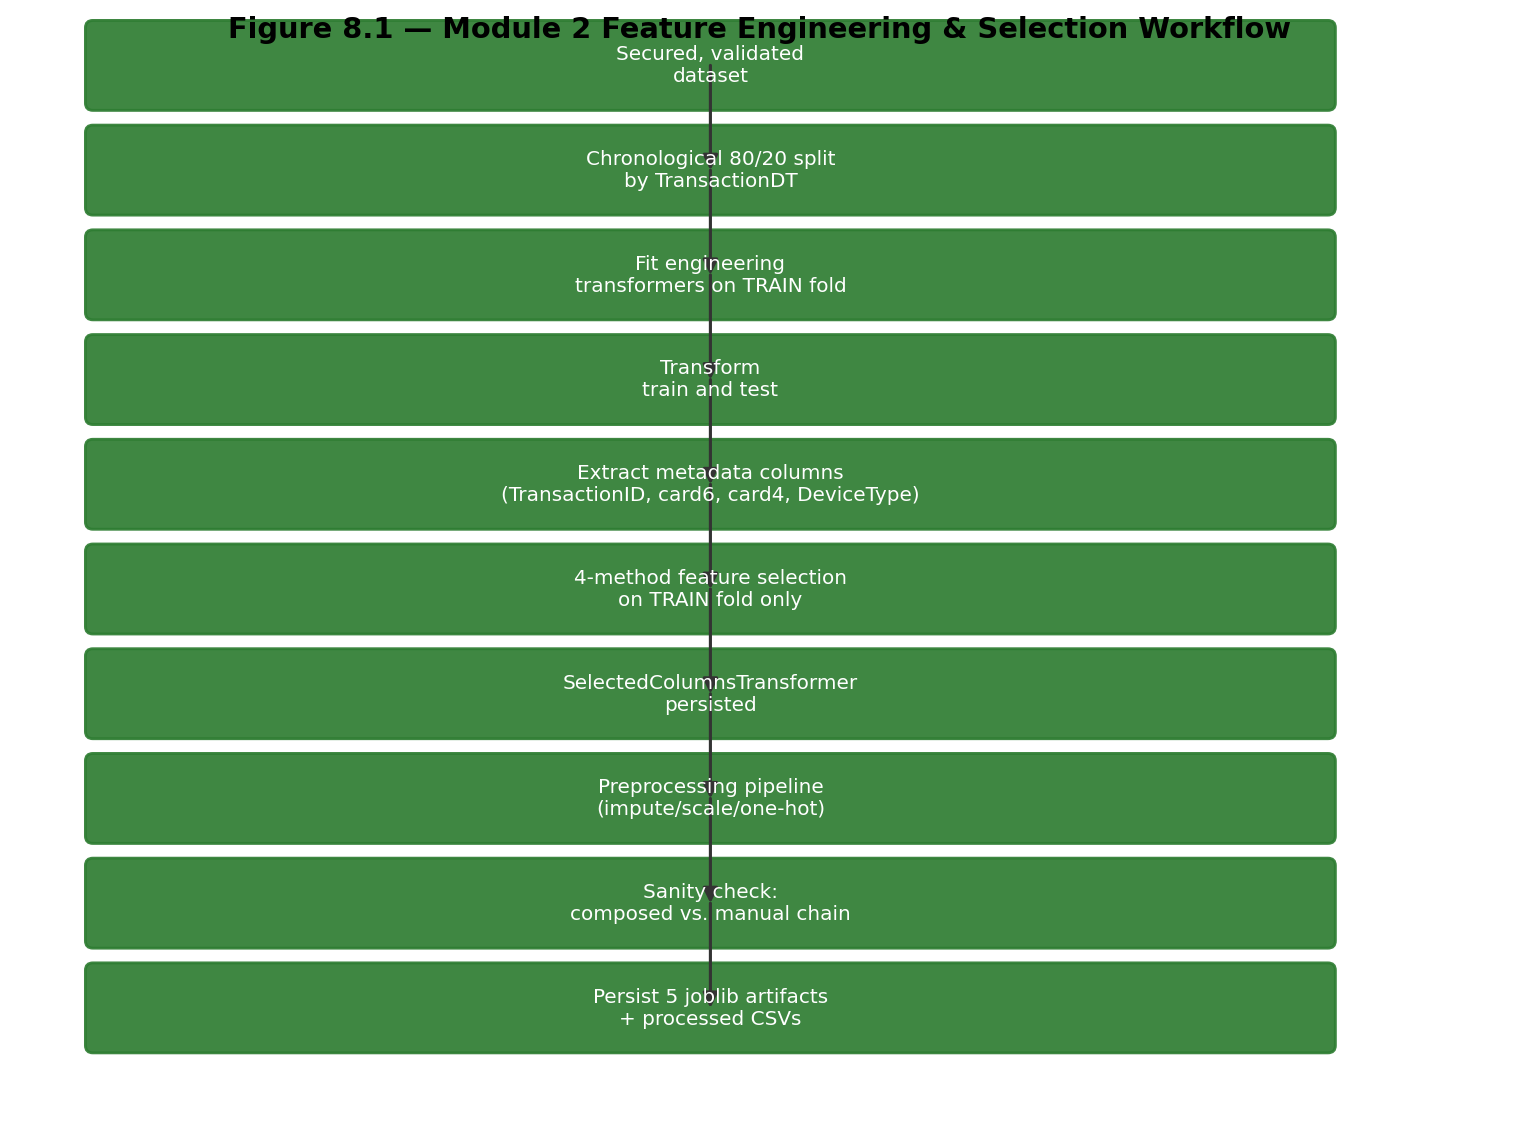 Figure 8.1 — Module 2 Feature Engineering & Selection Workflow
Secured, validated
dataset
Chronological 80/20 split
by TransactionDT
Fit engineering
transformers on TRAIN fold
Transform
train and test
Extract metadata columns
(TransactionID, card6, card4, DeviceType)
4-method feature selection
on TRAIN fold only
SelectedColumnsTransformer
persisted
Preprocessing pipeline
(impute/scale/one-hot)
Sanity check:
composed vs. manual chain
Persist 5 joblib artifacts
+ processed CSVs